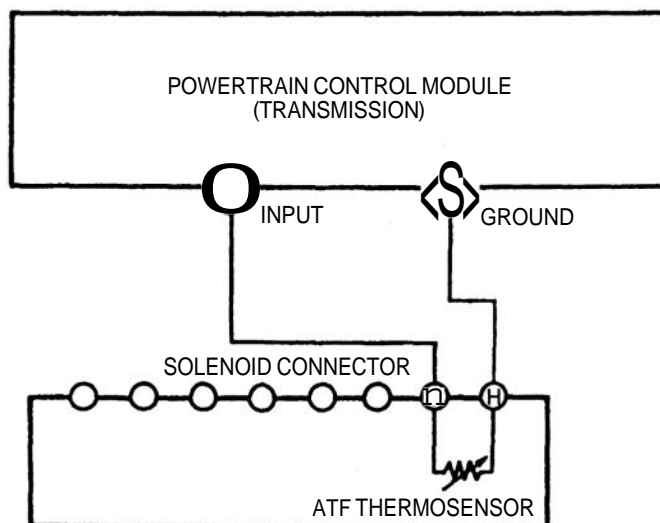 POWERTRAIN CONTROL MODULE
(TRANSMISSION)
O
INPUT
S
GROUND
SOLENOID CONNECTOR
n
H
ATF THERMOSENSOR